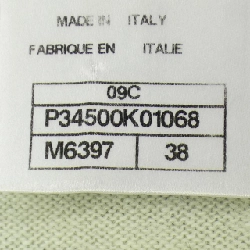 MADE IN ITALY
FABRIQUE EN ITALIE
09C
P34500K01068
M6397 38